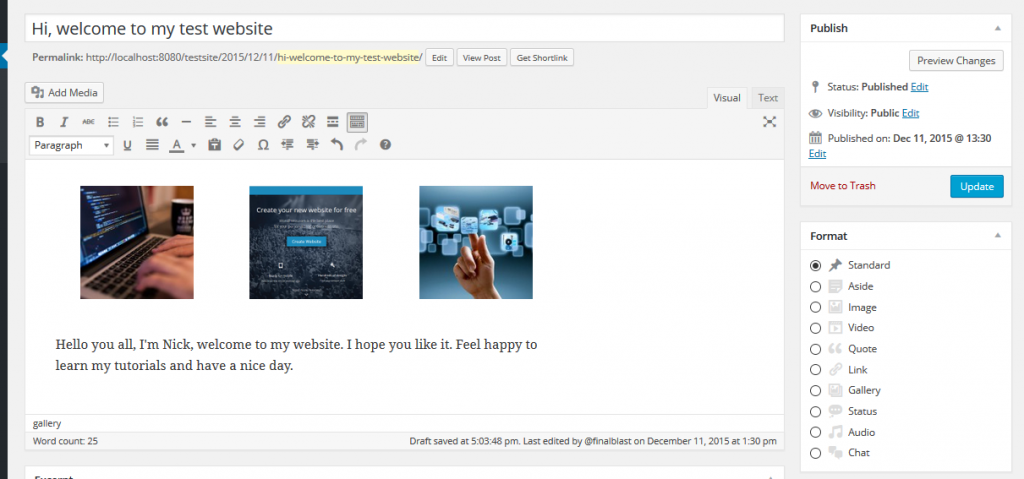 Hi, welcome to my test website
Permalink: http://localhost:8080/testsite/2015/12/11/hi-welcome-to-my-test-website/ Edit View Post Get Shortlink
Add Media
Visual Text
B I ABC
Paragraph U A Ω
Create your new website for free
Create Website
Hello you all, I'm Nick, welcome to my website. I hope you like it. Feel happy to
learn my tutorials and have a nice day.
gallery
Word count: 25 Draft saved at 5:03:48 pm. Last edited by @finalblast on December 11, 2015 at 1:30 pm
Publish
Preview Changes
Status: Published Edit
Visibility: Public Edit
Published on: Dec 11, 2015 @ 13:30
Edit
Move to Trash Update
Format
Standard
Aside
Image
Video
Quote
Link
Gallery
Status
Audio
Chat